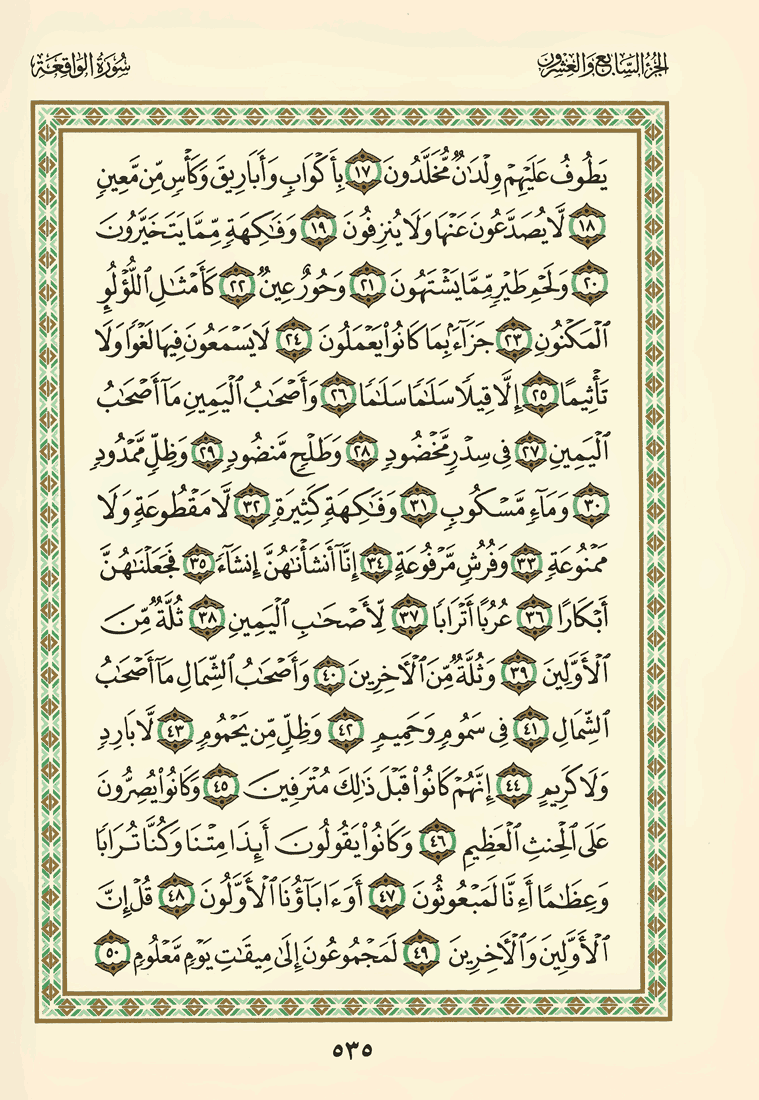 الجزء السابع والعشرون
سورة الواقعة
يَطُوفُ عَلَيْهِمْ وِلْدَٰنٌ مُّخَلَّدُونَ ١٧ بِأَكْوَابٍ وَأَبَارِيقَ وَكَأْسٍ مِّن مَّعِينٍ
١٨ لَّا يُصَدَّعُونَ عَنْهَا وَلَا يُنزِفُونَ ١٩ وَفَٰكِهَةٍ مِّمَّا يَتَخَيَّرُونَ
٢٠ وَلَحْمِ طَيْرٍ مِّمَّا يَشْتَهُونَ ٢١ وَحُورٌ عِينٌ ٢٢ كَأَمْثَٰلِ ٱللُّؤْلُوِٕ
ٱلْمَكْنُونِ ٢٣ جَزَآءًۢ بِمَا كَانُوا۟ يَعْمَلُونَ ٢٤ لَا يَسْمَعُونَ فِيهَا لَغْوًا وَلَا
تَأْثِيمًا ٢٥ إِلَّا قِيلًا سَلَٰمًا سَلَٰمًا ٢٦ وَأَصْحَٰبُ ٱلْيَمِينِ مَآ أَصْحَٰبُ
ٱلْيَمِينِ ٢٧ فِى سِدْرٍ مَّخْضُودٍ ٢٨ وَطَلْحٍ مَّنضُودٍ ٢٩ وَظِلٍّ مَّمْدُودٍ
٣٠ وَمَآءٍ مَّسْكُوبٍ ٣١ وَفَٰكِهَةٍ كَثِيرَةٍ ٣٢ لَّا مَقْطُوعَةٍ وَلَا
مَمْنُوعَةٍ ٣٣ وَفُرُشٍ مَّرْفُوعَةٍ ٣٤ إِنَّآ أَنشَأْنَٰهُنَّ إِنشَآءً ٣٥ فَجَعَلْنَٰهُنَّ
أَبْكَارًا ٣٦ عُرُبًا أَتْرَابًا ٣٧ لِّأَصْحَٰبِ ٱلْيَمِينِ ٣٨ ثُلَّةٌ مِّنَ
ٱلْأَوَّلِينَ ٣٩ وَثُلَّةٌ مِّنَ ٱلْءَاخِرِينَ ٤٠ وَأَصْحَٰبُ ٱلشِّمَالِ مَآ أَصْحَٰبُ
ٱلشِّمَالِ ٤١ فِى سَمُومٍ وَحَمِيمٍ ٤٢ وَظِلٍّ مِّن يَحْمُومٍ ٤٣ لَّا بَارِدٍ
وَلَا كَرِيمٍ ٤٤ إِنَّهُمْ كَانُوا۟ قَبْلَ ذَٰلِكَ مُتْرَفِينَ ٤٥ وَكَانُوا۟ يُصِرُّونَ
عَلَى ٱلْحِنثِ ٱلْعَظِيمِ ٤٦ وَكَانُوا۟ يَقُولُونَ أَئِذَا مِتْنَا وَكُنَّا تُرَابًا
وَعِظَٰمًا أَءِنَّا لَمَبْعُوثُونَ ٤٧ أَوَءَابَآؤُنَا ٱلْأَوَّلُونَ ٤٨ قُلْ إِنَّ
ٱلْأَوَّلِينَ وَٱلْءَاخِرِينَ ٤٩ لَمَجْمُوعُونَ إِلَىٰ مِيقَٰتِ يَوْمٍ مَّعْلُومٍ ٥٠
٥٣٥